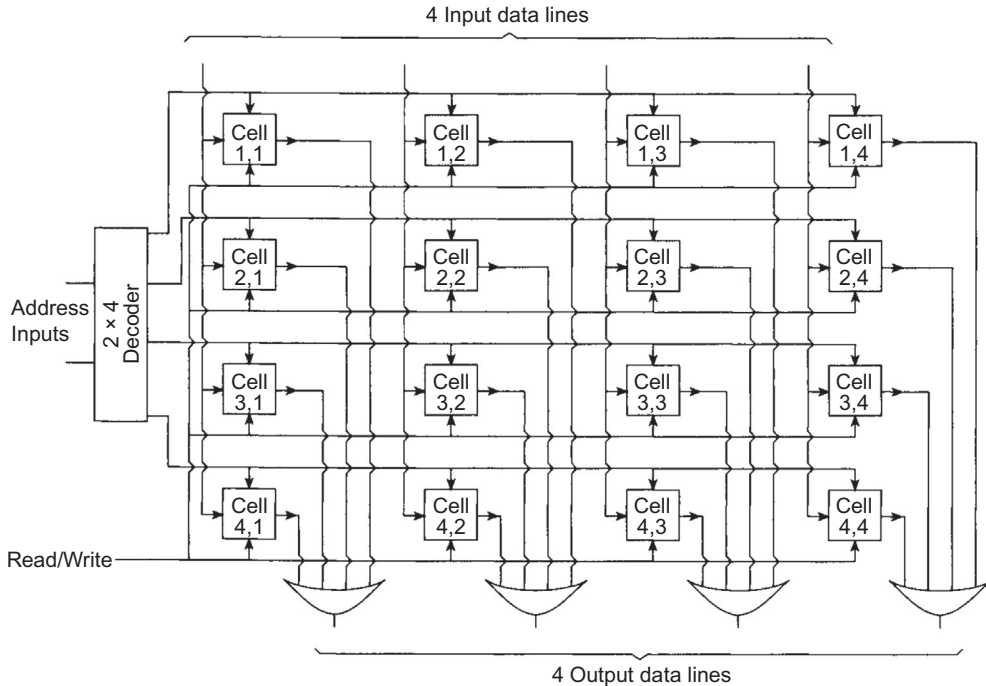 4 Input data lines
Cell
1,1
Cell
1,2
Cell
1,3
Cell
1,4
Cell
2,1
Cell
2,2
Cell
2,3
Cell
2,4
Address
Inputs
2 × 4
Decoder
Cell
3,1
Cell
3,2
Cell
3,3
Cell
3,4
Cell
4,1
Cell
4,2
Cell
4,3
Cell
4,4
Read/Write
4 Output data lines